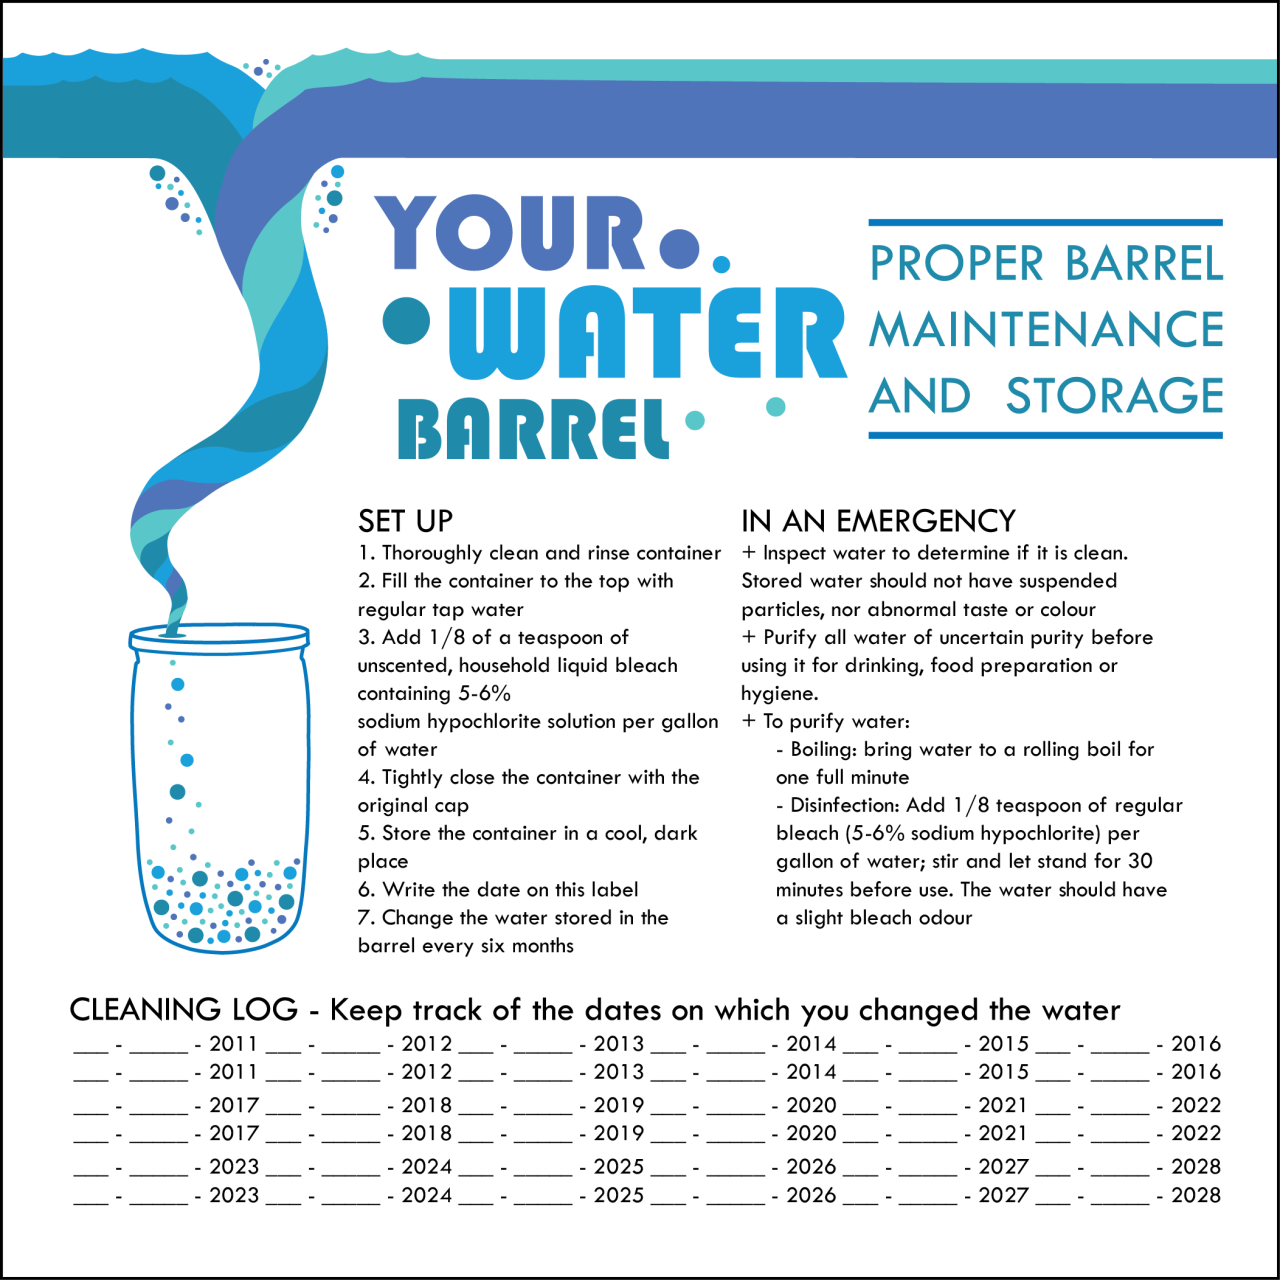 YOUR
WATER
BARREL
PROPER BARREL
MAINTENANCE
AND STORAGE
SET UP
1. Thoroughly clean and rinse container
2. Fill the container to the top with
regular tap water
3. Add 1/8 of a teaspoon of
unscented, household liquid bleach
containing 5-6%
sodium hypochlorite solution per gallon
of water
4. Tightly close the container with the
original cap
5. Store the container in a cool, dark
place
6. Write the date on this label
7. Change the water stored in the
barrel every six months
IN AN EMERGENCY
+ Inspect water to determine if it is clean.
Stored water should not have suspended
particles, nor abnormal taste or colour
+ Purify all water of uncertain purity before
using it for drinking, food preparation or
hygiene.
+ To purify water:
- Boiling: bring water to a rolling boil for
one full minute
- Disinfection: Add 1/8 teaspoon of regular
bleach (5-6% sodium hypochlorite) per
gallon of water; stir and let stand for 30
minutes before use. The water should have
a slight bleach odour
CLEANING LOG - Keep track of the dates on which you changed the water
___ - _____ - 2011 ___ - _____ - 2012 ___ - _____ - 2013 ___ - _____ - 2014 ___ - _____ - 2015 ___ - _____ - 2016
___ - _____ - 2011 ___ - _____ - 2012 ___ - _____ - 2013 ___ - _____ - 2014 ___ - _____ - 2015 ___ - _____ - 2016
___ - _____ - 2017 ___ - _____ - 2018 ___ - _____ - 2019 ___ - _____ - 2020 ___ - _____ - 2021 ___ - _____ - 2022
___ - _____ - 2017 ___ - _____ - 2018 ___ - _____ - 2019 ___ - _____ - 2020 ___ - _____ - 2021 ___ - _____ - 2022
___ - _____ - 2023 ___ - _____ - 2024 ___ - _____ - 2025 ___ - _____ - 2026 ___ - _____ - 2027 ___ - _____ - 2028
___ - _____ - 2023 ___ - _____ - 2024 ___ - _____ - 2025 ___ - _____ - 2026 ___ - _____ - 2027 ___ - _____ - 2028